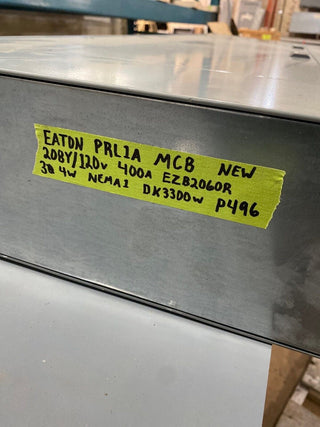 EATON PRL1A MCB NEW
208Y/120V 400A EZB2060R
3Ø 4W NEMA1 DK3300W P496